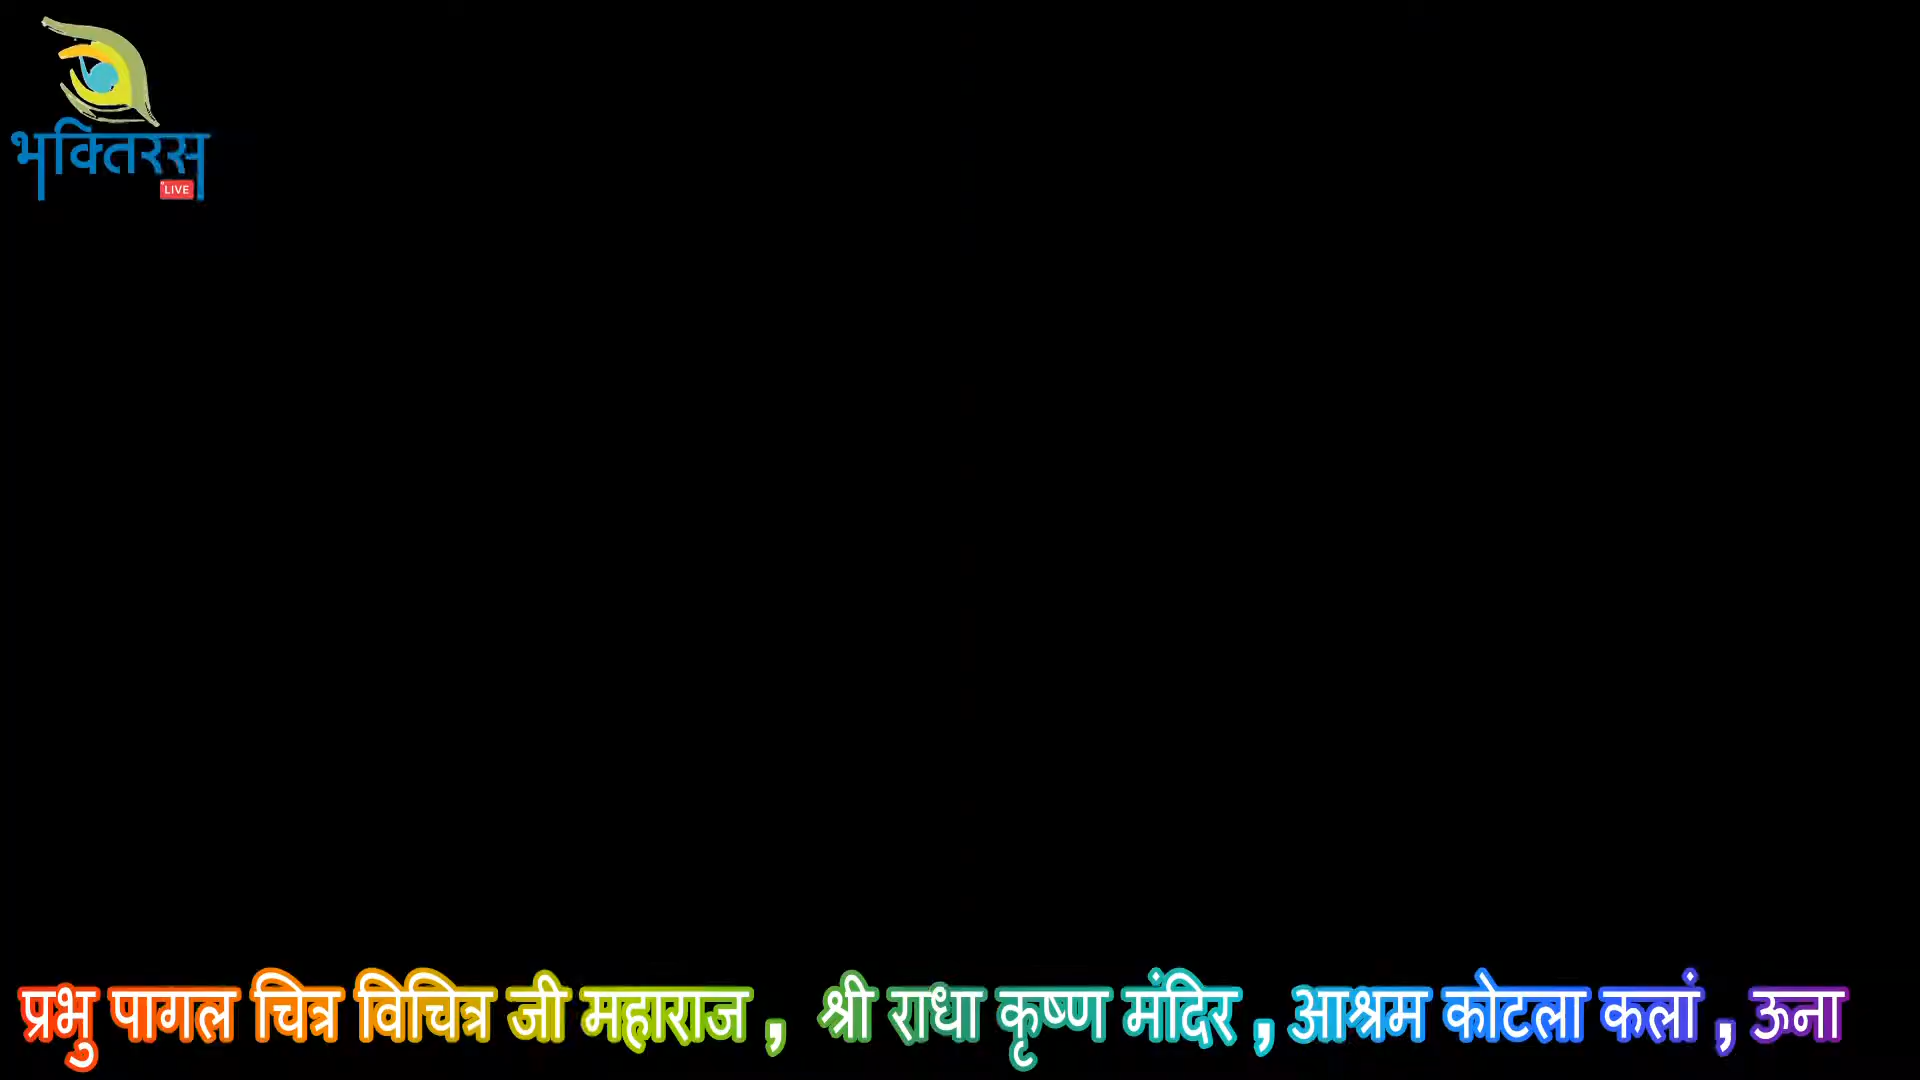 भक्तिरस
LIVE
प्रभु पागल चित्र विचित्र जी महाराज , श्री राधा कृष्ण मंदिर , आश्रम कोटला कलां , ऊना